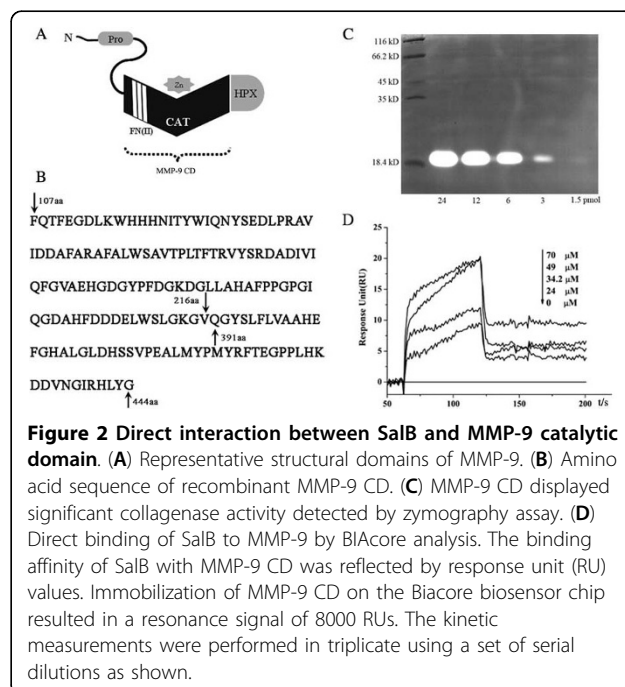 A
N
Pro
Zn
HPX
CAT
FN(II)
MMP-9 CD
B
107aa
FQTFEGDLKWHHHNITYWIQNYSEDLPRAV
IDDAFARAFALWSAVTPLTFTRVYSRDADIVI
QFGVAEHGDGYPFDGKDGLLAHAFPPGPGI
216aa
QGDAHFDDDELWSLGKGVQGYSLFLVAAHE
391aa
FGHALGLDHSSVPEALMYPMYRFTEGPPLHK
DDVNGIRHLYG
444aa
C
116 kD
66.2 kD
45 kD
35 kD
18.4 kD
24 12 6 3 1.5 pmol
D
Response Unit(RU)
25
20
15
10
5
0
70 μM
49 μM
34.2 μM
24 μM
0 μM
50 100 150 200 t/s
Figure 2 Direct interaction between SalB and MMP-9 catalytic
domain. (A) Representative structural domains of MMP-9. (B) Amino
acid sequence of recombinant MMP-9 CD. (C) MMP-9 CD displayed
significant collagenase activity detected by zymography assay. (D)
Direct binding of SalB to MMP-9 by BIAcore analysis. The binding
affinity of SalB with MMP-9 CD was reflected by response unit (RU)
values. Immobilization of MMP-9 CD on the Biacore biosensor chip
resulted in a resonance signal of 8000 RUs. The kinetic
measurements were performed in triplicate using a set of serial
dilutions as shown.